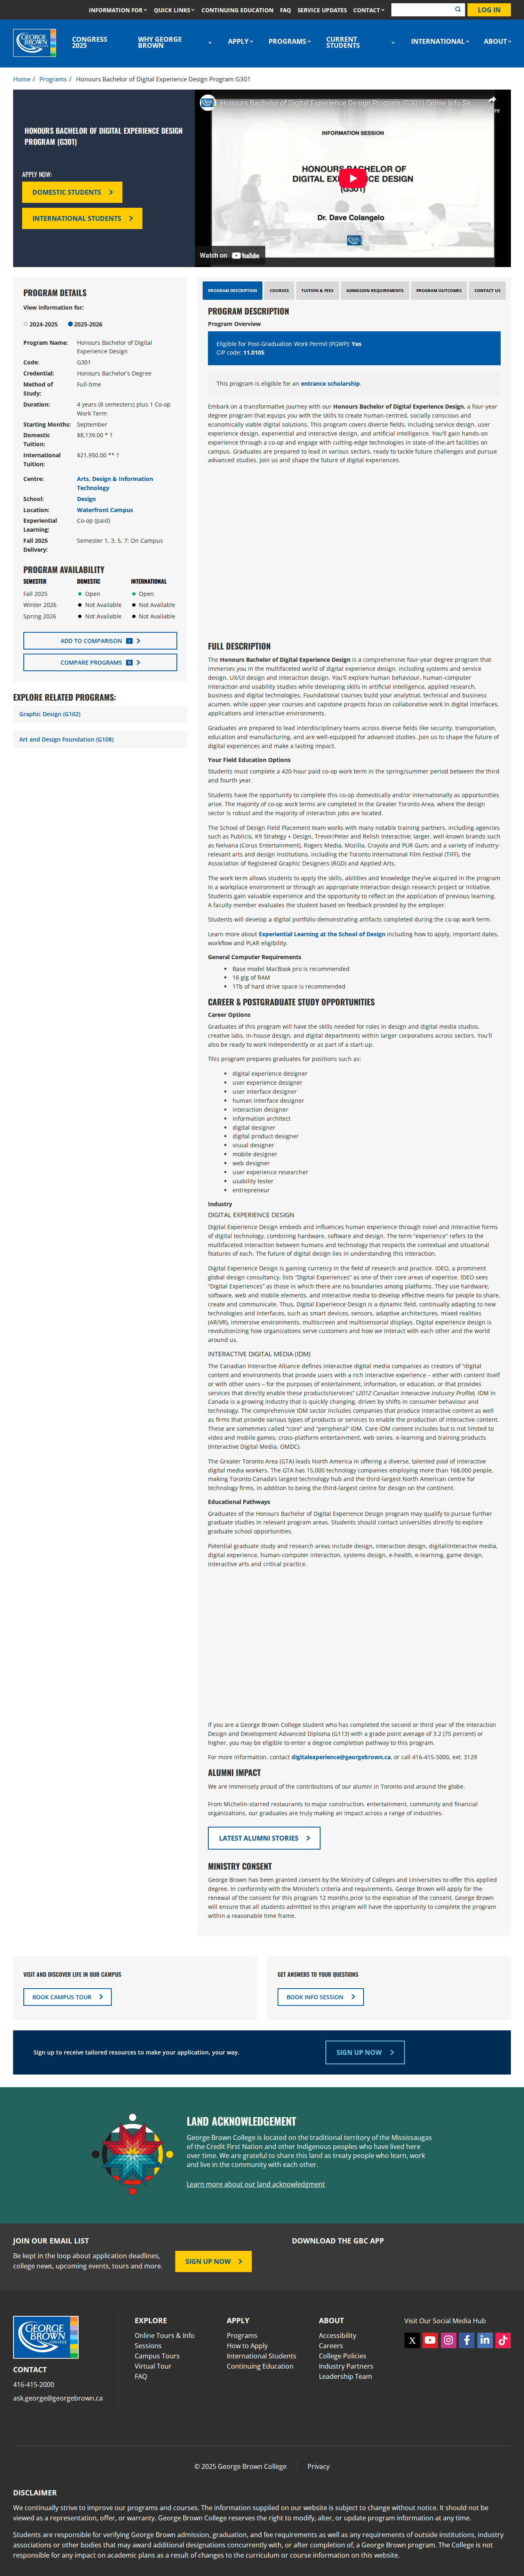 INFORMATION FOR QUICK LINKS CONTINUING EDUCATION FAQ SERVICE UPDATES CONTACT LOG IN
GEORGE BROWN COLLEGE
CONGRESS 2025
WHY GEORGE BROWN
APPLY
PROGRAMS
CURRENT STUDENTS
INTERNATIONAL
ABOUT
Home / Programs / Honours Bachelor of Digital Experience Design Program G301
HONOURS BACHELOR OF DIGITAL EXPERIENCE DESIGN
PROGRAM (G301)
APPLY NOW:
DOMESTIC STUDENTS
INTERNATIONAL STUDENTS
Honours Bachelor of Digital Experience Design Program (G301) Online Info Se...
INFORMATION SESSION
HONOURS BACHELOR OF
DIGITAL EXPERIENCE DESIGN
(G301)
Dr. Dave Colangelo
Watch on YouTube
PROGRAM DETAILS
View information for:
2024-2025 2025-2026
Program Name: Honours Bachelor of Digital
Experience Design
Code: G301
Credential: Honours Bachelor's Degree
Method of Study: Full-time
Duration: 4 years (8 semesters) plus 1 Co-op
Work Term
Starting Months: September
Domestic Tuition: $8,139.00 * †
International Tuition: $21,950.00 ** †
Centre: Arts, Design & Information
Technology
School: Design
Location: Waterfront Campus
Experiential Learning: Co-op (paid)
Fall 2025 Delivery: Semester 1, 3, 5, 7: On Campus
PROGRAM AVAILABILITY
SEMESTER DOMESTIC INTERNATIONAL
Fall 2025 Open Open
Winter 2026 Not Available Not Available
Spring 2026 Not Available Not Available
ADD TO COMPARISON +
COMPARE PROGRAMS 0
EXPLORE RELATED PROGRAMS:
Graphic Design (G102)
Art and Design Foundation (G108)
PROGRAM DESCRIPTION COURSES TUITION & FEES ADMISSION REQUIREMENTS PROGRAM OUTCOMES CONTACT US
PROGRAM DESCRIPTION
Program Overview
Eligible for Post-Graduation Work Permit (PGWP): Yes
CIP code: 11.0105
This program is eligible for an entrance scholarship.
Embark on a transformative journey with our Honours Bachelor of Digital Experience Design, a four-year
degree program that equips you with the skills to create human-centred, socially conscious and
economically viable digital solutions. This program covers diverse fields, including service design, user
experience design, experiential and interactive design, and artificial intelligence. You'll gain hands-on
experience through a co-op and engage with cutting-edge technologies in state-of-the-art facilities on
campus. Graduates are prepared to lead in various sectors, ready to tackle future challenges and pursue
advanced studies. Join us and shape the future of digital experiences.
FULL DESCRIPTION
The Honours Bachelor of Digital Experience Design is a comprehensive four-year degree program that
immerses you in the multifaceted world of digital experience design, including systems and service
design, UX/UI design and interaction design. You'll learn to explore human behaviour, human-computer
interaction and usability studies while developing skills in artificial intelligence, applied research,
business and digital technologies. Foundational courses build your analytical, technical and business
acumen, while upper-year courses and capstone projects focus on comprehensive digital work in interfaces,
applications and interactive environments.
Graduates are prepared to lead interdisciplinary teams across diverse fields like security, transportation,
education and manufacturing, and are well-equipped for advanced studies. Join us to shape the future of
digital experiences and make a lasting impact.
Your Field Education Options
Students must complete a 420-hour paid co-op work term in the spring/summer period between the third
and fourth year.
Students have the opportunity to complete this co-op domestically and/or internationally as opportunities
arise. The majority of co-op work terms are completed in the Greater Toronto Area, where the design
sector is robust and the majority of interaction jobs are located.
The School of Design Field Placement team works with many notable training partners, including agencies
such as Publicis, K9 Strategy + Design, Trevor/Peter and Relish Interactive; larger, well-known brands such
as Nelvana (Corus Entertainment), Rogers Media, Mozilla, Crayola and PUR Gum; and a variety of industry-
relevant arts and design institutions, including the Toronto International Film Festival (TIFF), the
Association of Registered Graphic Designers (RGD) and Applied Arts.
The work term allows students to apply the skills, abilities and knowledge they've acquired in the program
in a workplace environment or through an appropriate interaction design research project or initiative.
Students gain valuable experience and the opportunity to reflect on the application of previous learning.
A faculty member evaluates the student based on feedback provided by the employer.
Students will develop a digital portfolio demonstrating artifacts completed during the co-op work term.
Learn more about Experiential Learning at the School of Design including how to apply, important dates,
workflow and PLAR eligibility.
General Computer Requirements
Base model MacBook pro is recommended
16 gig of RAM
1Tb of hard drive space is recommended
CAREER & POSTGRADUATE STUDY OPPORTUNITIES
Career Options
Graduates of this program will have the skills needed for roles in design and digital media studios,
creative labs, in-house design, and digital departments within larger corporations across sectors. You'll
also be ready to work independently or as part of a start-up.
This program prepares graduates for positions such as:
digital experience designer
user experience designer
user interface designer
human interface designer
interaction designer
information architect
digital designer
digital product designer
visual designer
mobile designer
web designer
user experience researcher
usability tester
entrepreneur
Industry
DIGITAL EXPERIENCE DESIGN
Digital Experience Design embeds and influences human experience through novel and interactive forms
of digital technology, combining hardware, software and design. The term "experience" refers to the
multifaceted interaction between humans and technology that respects the contextual and situational
features of each. The future of digital design lies in understanding this interaction.
Digital Experience Design is gaining currency in the field of research and practice. IDEO, a prominent
global design consultancy, lists "Digital Experiences" as one of their core areas of expertise. IDEO sees
"Digital Experiences" as those in which there are no boundaries among platforms. They use hardware,
software, web and mobile elements, and interactive media to develop effective means for people to share,
create and communicate. Thus, Digital Experience Design is a dynamic field, continually adapting to new
technologies and interfaces, such as smart devices, sensors, adaptive architectures, mixed realities
(AR/VR), immersive environments, multiscreen and multisensorial displays. Digital experience design is
revolutionizing how organizations serve customers and how we interact with each other and the world
around us.
INTERACTIVE DIGITAL MEDIA (IDM)
The Canadian Interactive Alliance defines interactive digital media companies as creators of "digital
content and environments that provide users with a rich interactive experience – either with content itself
or with other users – for the purposes of entertainment, information, or education, or that provides
services that directly enable these products/services" (2012 Canadian Interactive Industry Profile). IDM in
Canada is a growing industry that is quickly changing, driven by shifts in consumer behaviour and
technology. The comprehensive IDM sector includes companies that produce interactive content as well
as firms that provide various types of products or services to enable the production of interactive content.
These are sometimes called "core" and "peripheral" IDM. Core IDM content includes but is not limited to
video and mobile games, cross-platform entertainment, web series, e-learning and training products
(Interactive Digital Media, OMDC).
The Greater Toronto Area (GTA) leads North America in offering a diverse, talented pool of interactive
digital media workers. The GTA has 15,000 technology companies employing more than 168,000 people,
making Toronto Canada's largest technology hub and the third-largest North American centre for
technology firms, in addition to being the third-largest centre for design on the continent.
Educational Pathways
Graduates of the Honours Bachelor of Digital Experience Design program may qualify to pursue further
graduate studies in relevant program areas. Students should contact universities directly to explore
graduate school opportunities.
Potential graduate study and research areas include design, interaction design, digital/interactive media,
digital experience, human-computer interaction, systems design, e-health, e-learning, game design,
interactive arts and critical practice.
If you are a George Brown College student who has completed the second or third year of the Interaction
Design and Development Advanced Diploma (G113) with a grade point average of 3.2 (75 percent) or
higher, you may be eligible to enter a degree completion pathway to this program.
For more information, contact digitalexperience@georgebrown.ca, or call 416-415-5000, ext. 3129
ALUMNI IMPACT
We are immensely proud of the contributions of our alumni in Toronto and around the globe.
From Michelin-starred restaurants to major construction, entertainment, community and financial
organizations, our graduates are truly making an impact across a range of industries.
LATEST ALUMNI STORIES
MINISTRY CONSENT
George Brown has been granted consent by the Ministry of Colleges and Universities to offer this applied
degree. In conformity with the Minister's criteria and requirements, George Brown will apply for the
renewal of the consent for this program 12 months prior to the expiration of the consent. George Brown
will ensure that all students admitted to this program will have the opportunity to complete the program
within a reasonable time frame.
VISIT AND DISCOVER LIFE IN OUR CAMPUS
BOOK CAMPUS TOUR
GET ANSWERS TO YOUR QUESTIONS
BOOK INFO SESSION
Sign up to receive tailored resources to make your application, your way.
SIGN UP NOW
LAND ACKNOWLEDGEMENT
George Brown College is located on the traditional territory of the Mississaugas
of the Credit First Nation and other Indigenous peoples who have lived here
over time. We are grateful to share this land as treaty people who learn, work
and live in the community with each other.
Learn more about our land acknowledgment
JOIN OUR EMAIL LIST
Be kept in the loop about application deadlines,
college news, upcoming events, tours and more.
SIGN UP NOW
DOWNLOAD THE GBC APP
GEORGE BROWN COLLEGE
CONTACT
416-415-2000
ask.george@georgebrown.ca
EXPLORE
Online Tours & Info
Sessions
Campus Tours
Virtual Tour
FAQ
APPLY
Programs
How to Apply
International Students
Continuing Education
ABOUT
Accessibility
Careers
College Policies
Industry Partners
Leadership Team
Visit Our Social Media Hub
© 2025 George Brown College Privacy
DISCLAIMER
We continually strive to improve our programs and courses. The information supplied on our website is subject to change without notice. It should not be
viewed as a representation, offer, or warranty. George Brown College reserves the right to modify, alter, or update program information at any time.
Students are responsible for verifying George Brown admission, graduation, and fee requirements as well as any requirements of outside institutions, industry
associations or other bodies that may award additional designations concurrently with, or after completion of, a George Brown program. The College is not
responsible for any impact on academic plans as a result of changes to the curriculum or course information on this website.